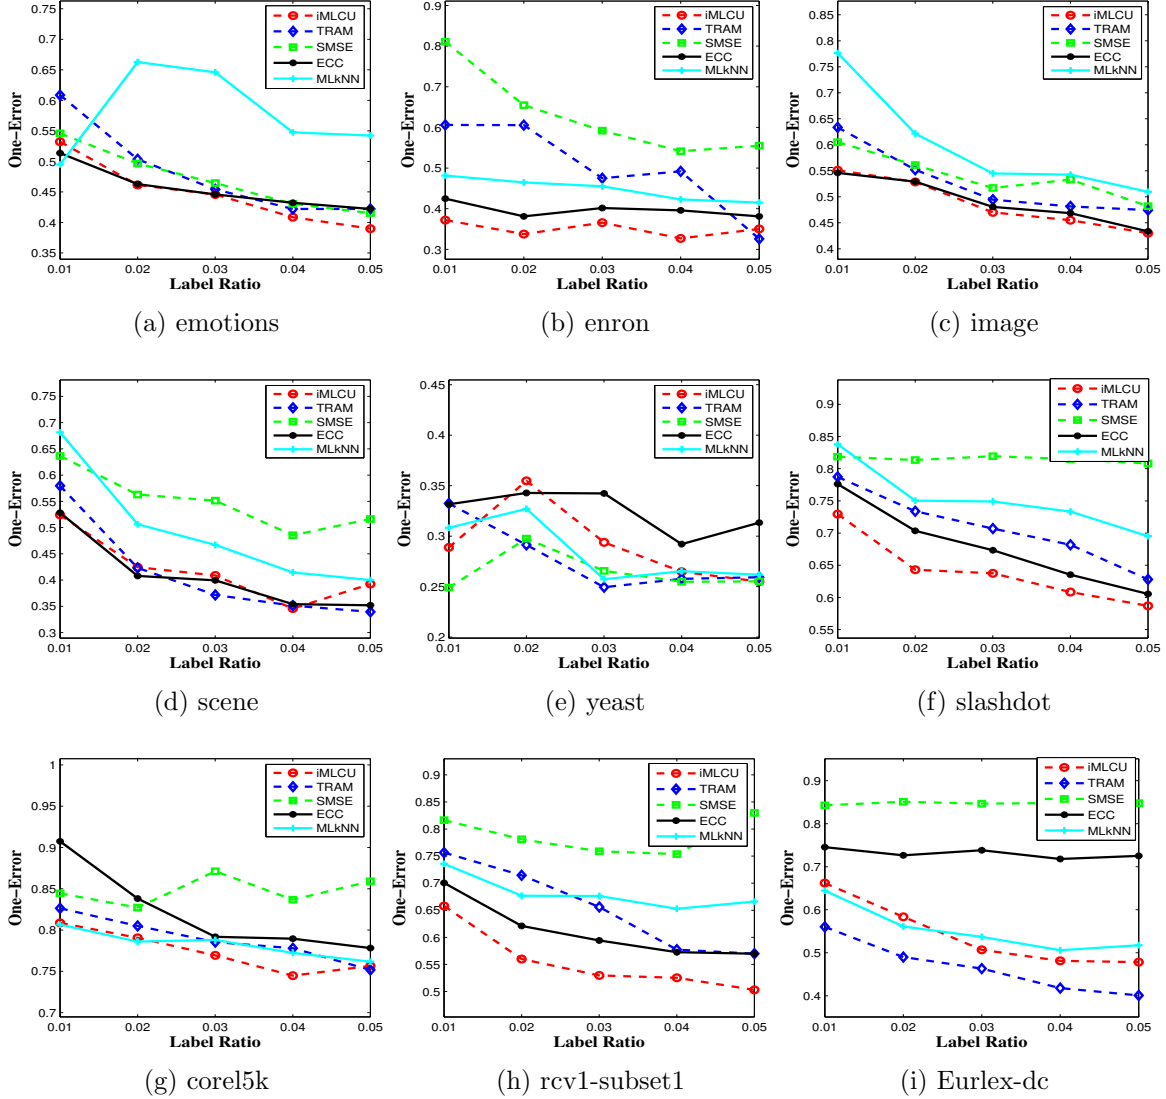 0.75
0.7
0.65
0.6
0.55
0.5
0.45
0.4
0.35
One-Error
0.01 0.02 0.03 0.04 0.05
Label Ratio
iMLCU
TRAM
SMSE
ECC
MLkNN
(a) emotions
0.9
0.8
0.7
0.6
0.5
0.4
0.3
One-Error
0.01 0.02 0.03 0.04 0.05
Label Ratio
iMLCU
TRAM
SMSE
ECC
MLkNN
(b) enron
0.85
0.8
0.75
0.7
0.65
0.6
0.55
0.5
0.45
0.4
One-Error
0.01 0.02 0.03 0.04 0.05
Label Ratio
iMLCU
TRAM
SMSE
ECC
MLkNN
(c) image
0.75
0.7
0.65
0.6
0.55
0.5
0.45
0.4
0.35
0.3
One-Error
0.01 0.02 0.03 0.04 0.05
Label Ratio
iMLCU
TRAM
SMSE
ECC
MLkNN
(d) scene
0.45
0.4
0.35
0.3
0.25
0.2
One-Error
0.01 0.02 0.03 0.04 0.05
Label Ratio
iMLCU
TRAM
SMSE
ECC
MLkNN
(e) yeast
0.9
0.85
0.8
0.75
0.7
0.65
0.6
0.55
One-Error
0.01 0.02 0.03 0.04 0.05
Label Ratio
iMLCU
TRAM
SMSE
ECC
MLkNN
(f) slashdot
1
0.95
0.9
0.85
0.8
0.75
0.7
One-Error
0.01 0.02 0.03 0.04 0.05
Label Ratio
iMLCU
TRAM
SMSE
ECC
MLkNN
(g) corel5k
0.9
0.85
0.8
0.75
0.7
0.65
0.6
0.55
0.5
One-Error
0.01 0.02 0.03 0.04 0.05
Label Ratio
iMLCU
TRAM
SMSE
ECC
MLkNN
(h) rcv1-subset1
0.9
0.8
0.7
0.6
0.5
0.4
One-Error
0.01 0.02 0.03 0.04 0.05
Label Ratio
iMLCU
TRAM
SMSE
ECC
MLkNN
(i) Eurlex-dc